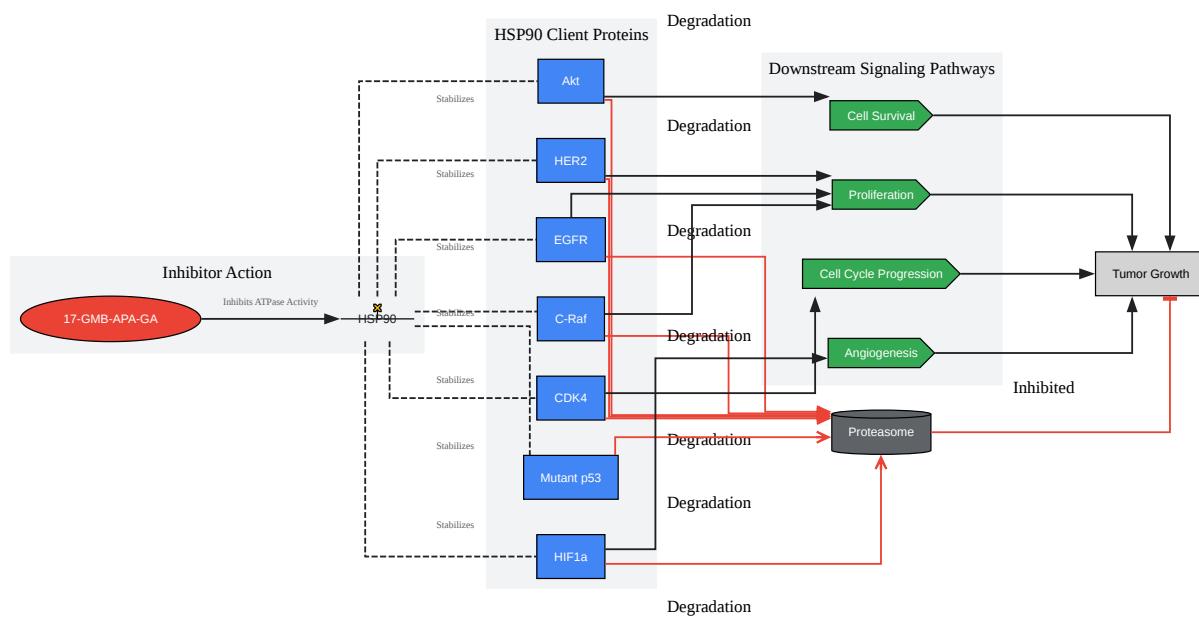 Degradation
HSP90 Client Proteins
Downstream Signaling Pathways
Akt
Stabilizes
Cell Survival
Degradation
HER2
Stabilizes
Proliferation
Degradation
EGFR
Stabilizes
Inhibitor Action
Cell Cycle Progression
Tumor Growth
Inhibits ATPase Activity
17-GMB-APA-GA
HSP90
Stabilizes
C-Raf
Degradation
Angiogenesis
Stabilizes
CDK4
Inhibited
Proteasome
Degradation
Stabilizes
Mutant p53
Degradation
Stabilizes
HIF1a
Degradation